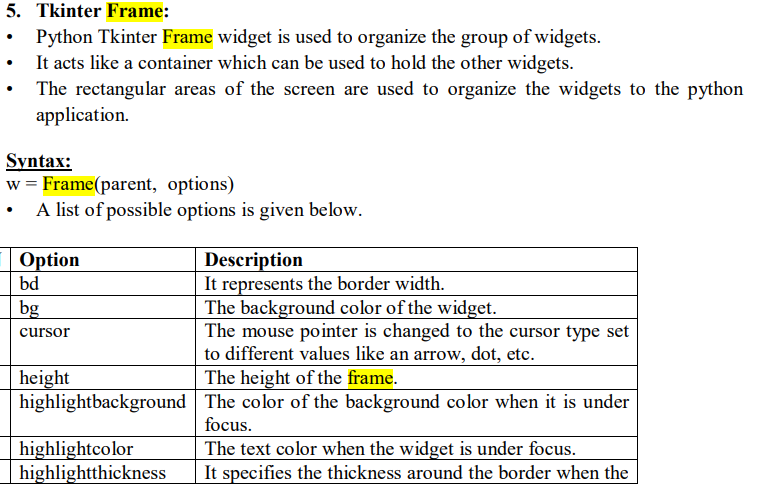 5. Tkinter Frame:
• Python Tkinter Frame widget is used to organize the group of widgets.
• It acts like a container which can be used to hold the other widgets.
• The rectangular areas of the screen are used to organize the widgets to the python
application.
Syntax:
w = Frame(parent, options)
• A list of possible options is given below.
Option Description
bd It represents the border width.
bg The background color of the widget.
cursor The mouse pointer is changed to the cursor type set
to different values like an arrow, dot, etc.
height The height of the frame.
highlightbackground The color of the background color when it is under
focus.
highlightcolor The text color when the widget is under focus.
highlightthickness It specifies the thickness around the border when the